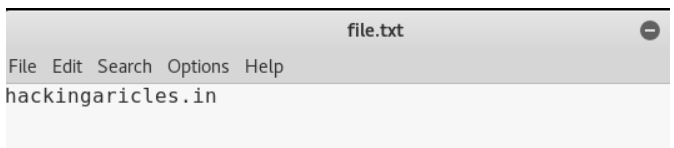 file.txt
File Edit Search Options Help
hackingaricles.in